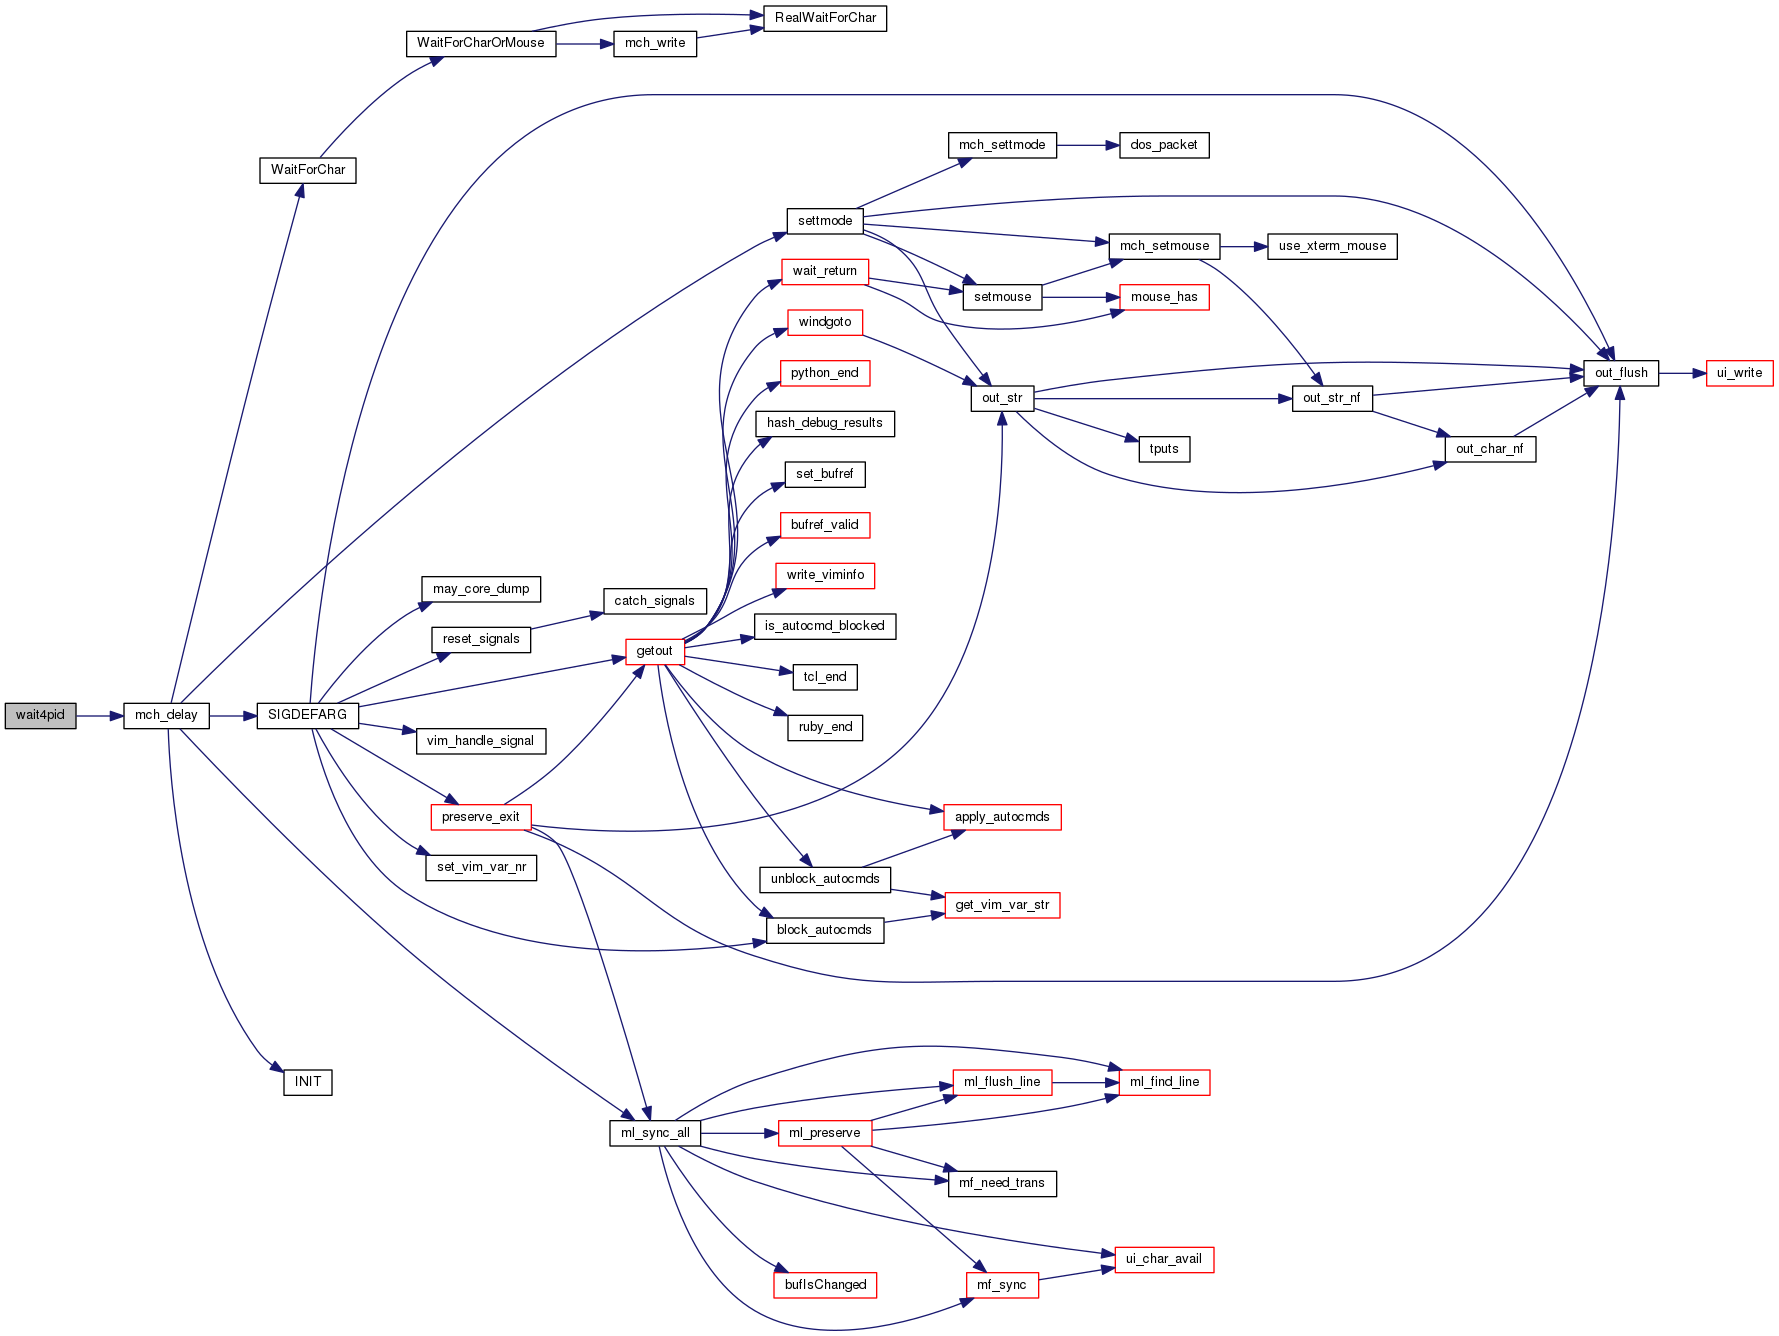 RealWaitForChar
WaitForCharOrMouse
mch_write
mch_settmode
dos_packet
WaitForChar
settmode
mch_setmouse
use_xterm_mouse
wait_return
setmouse
mouse_has
windgoto
python_end
out_flush
ui_write
out_str
out_str_nf
hash_debug_results
tputs
out_char_nf
set_bufref
bufref_valid
write_viminfo
may_core_dump
catch_signals
is_autocmd_blocked
reset_signals
getout
tcl_end
wait4pid
mch_delay
SIGDEFARG
ruby_end
vim_handle_signal
preserve_exit
apply_autocmds
set_vim_var_nr
unblock_autocmds
get_vim_var_str
block_autocmds
INIT
ml_flush_line
ml_find_line
ml_sync_all
ml_preserve
mf_need_trans
ui_char_avail
bufIsChanged
mf_sync